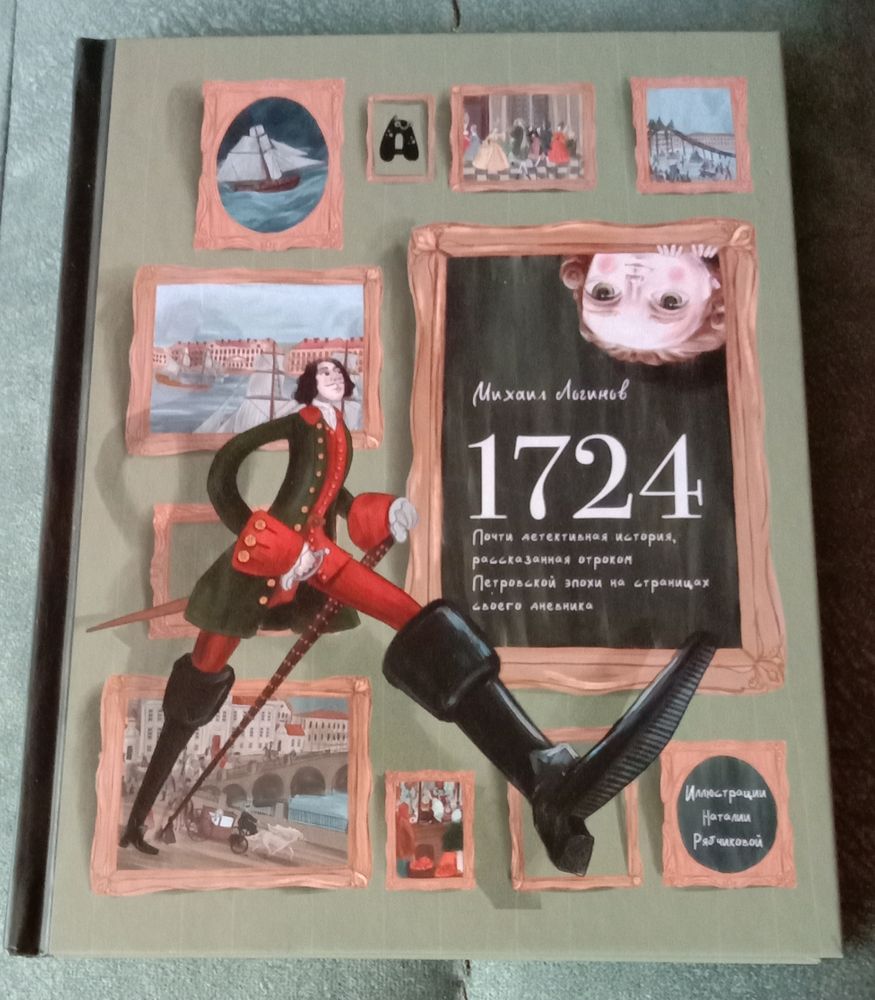 А
Михаил Логинов
1724
Почти детективная история,
рассказанная отроком
Петровской эпохи на страницах
своего дневника
Иллюстрации
Наталии
Рябчиковой